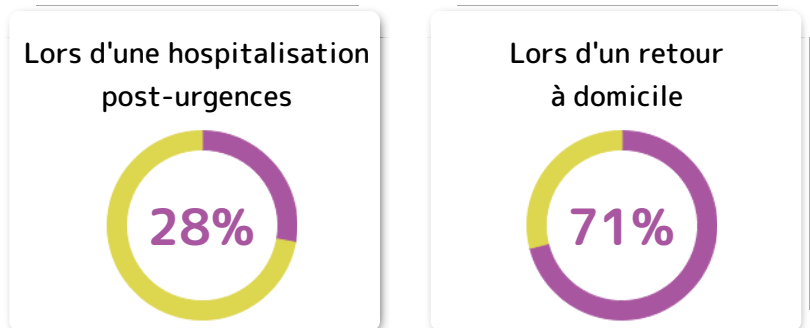 Lors d'une hospitalisation
post-urgences
28%
Lors d'un retour
à domicile
71%